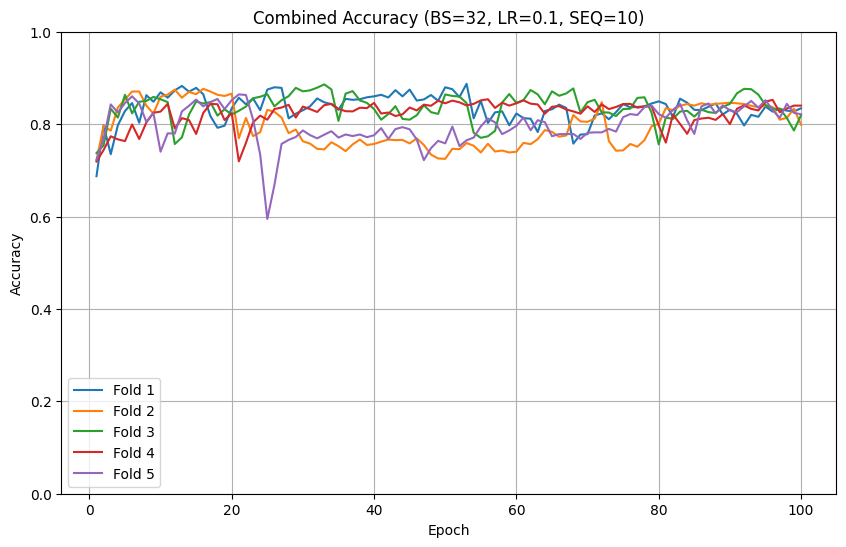 Combined Accuracy (BS=32, LR=0.1, SEQ=10)
1.0
0.8
0.6
0.4
0.2
0.0
Accuracy
Fold 1
Fold 2
Fold 3
Fold 4
Fold 5
0 20 40 60 80 100
Epoch